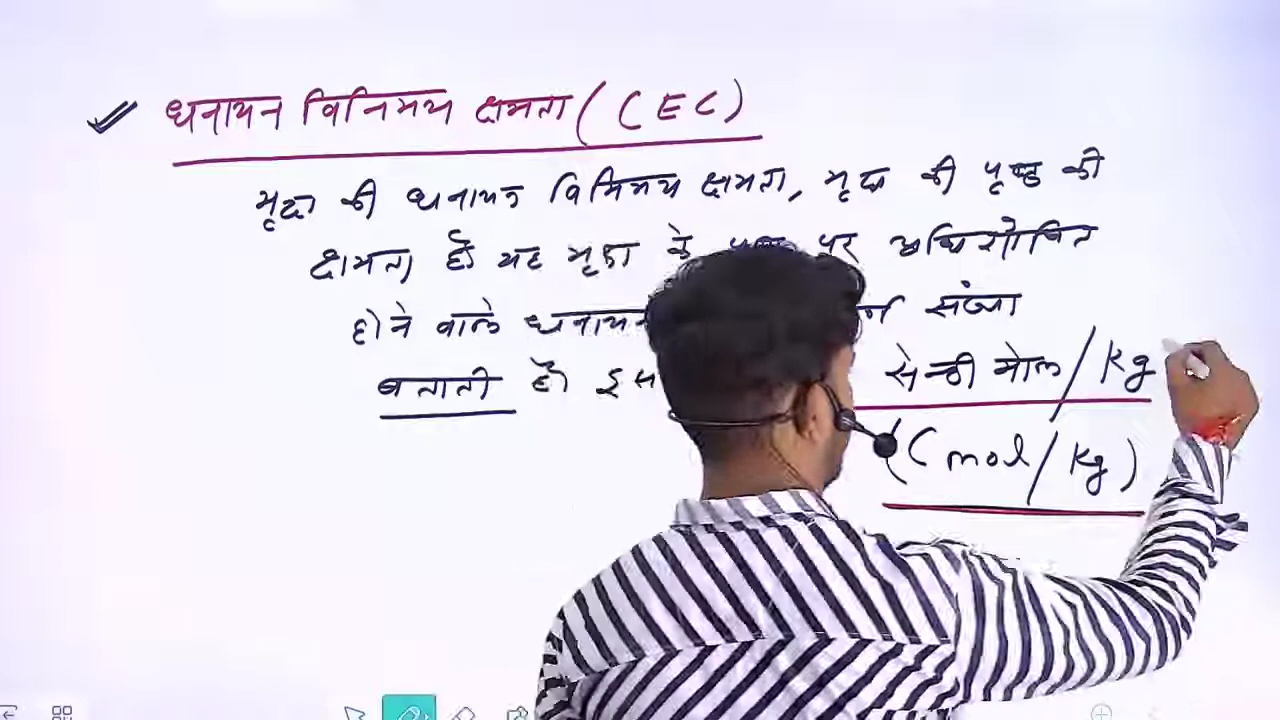 धनायन विनिमय क्षमता (CEC)
मृदा की धनायन विनिमय क्षमता, मृदा की पृष्ठ की
क्षमता है। यह मृदा के पर अधिशोषित
होने वाले धनायन संख्या
बताती है। इस सेन्टी मोल/kg
(Cmol/kg)